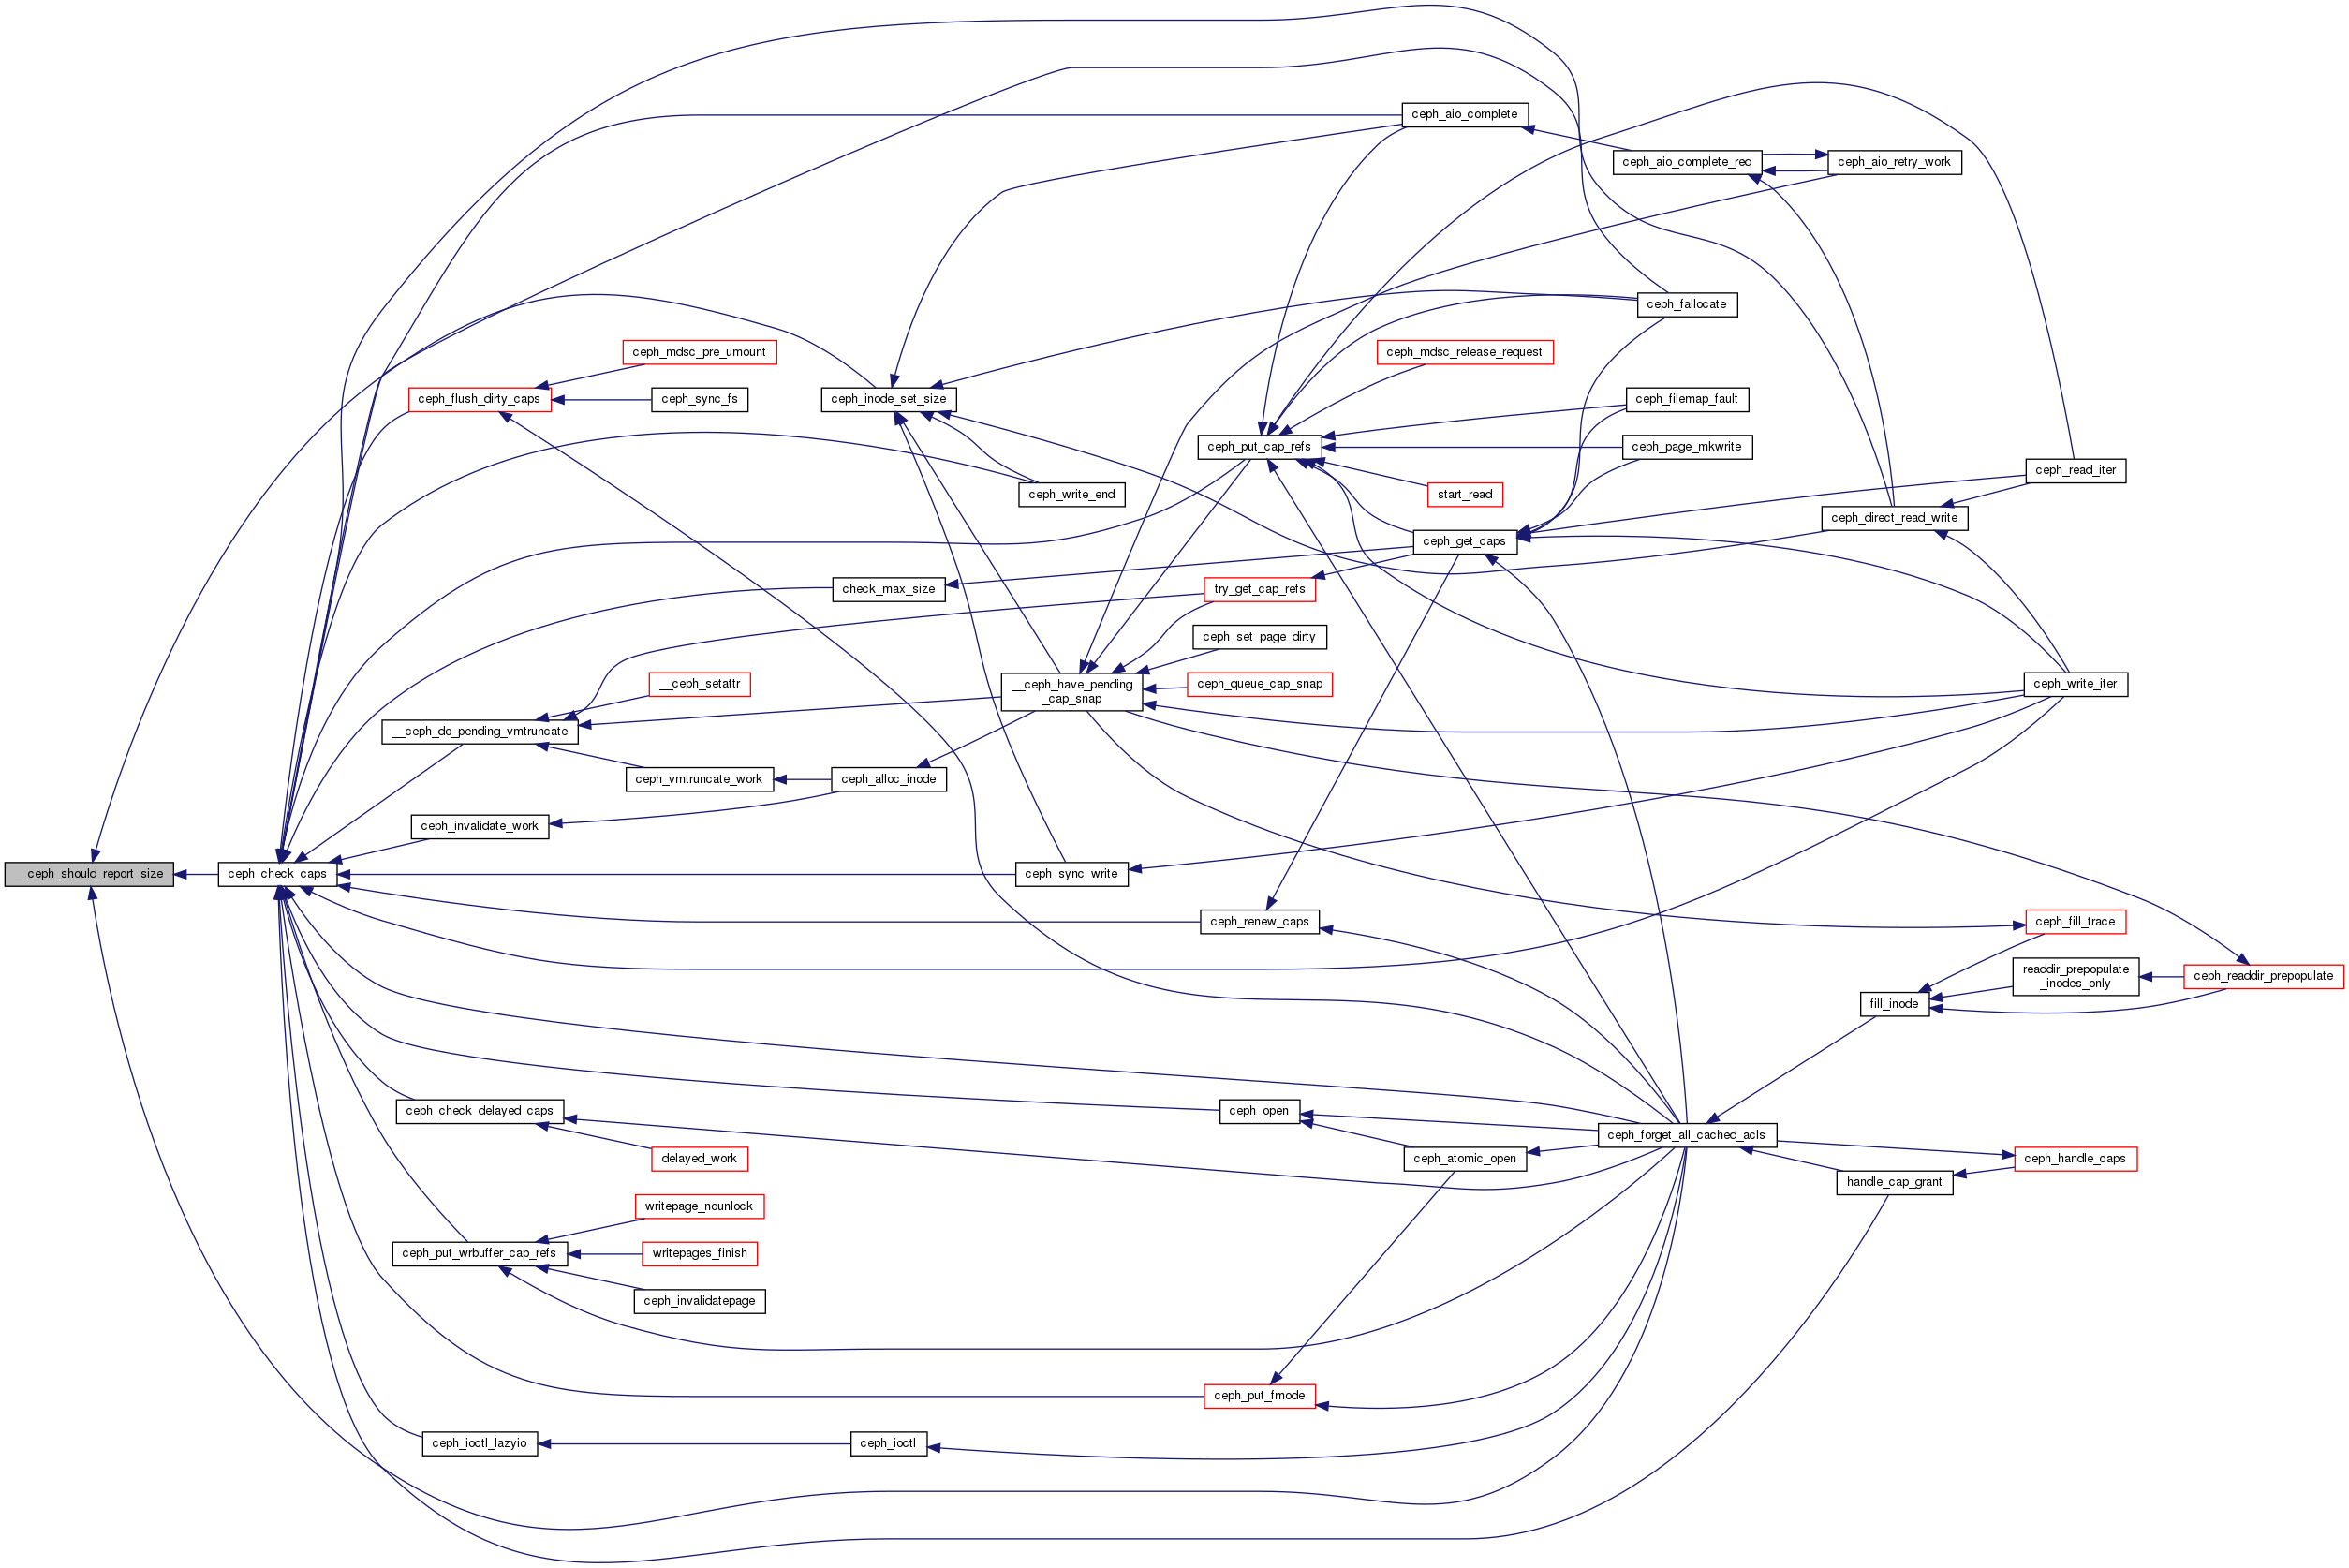 ceph_aio_complete
ceph_aio_complete_req
ceph_aio_retry_work
ceph_fallocate
ceph_mdsc_pre_umount
ceph_mdsc_release_request
ceph_flush_dirty_caps
ceph_sync_fs
ceph_inode_set_size
ceph_filemap_fault
ceph_put_cap_refs
ceph_page_mkwrite
ceph_read_iter
ceph_write_end
start_read
ceph_direct_read_write
ceph_get_caps
check_max_size
try_get_cap_refs
ceph_set_page_dirty
__ceph_setattr
__ceph_have_pending
_cap_snap
ceph_queue_cap_snap
ceph_write_iter
__ceph_do_pending_vmtruncate
ceph_vmtruncate_work
ceph_alloc_inode
ceph_invalidate_work
__ceph_should_report_size
ceph_check_caps
ceph_sync_write
ceph_renew_caps
ceph_fill_trace
readdir_prepopulate
_inodes_only
ceph_readdir_prepopulate
fill_inode
ceph_check_delayed_caps
ceph_open
ceph_forget_all_cached_acls
delayed_work
ceph_atomic_open
ceph_handle_caps
handle_cap_grant
writepage_nounlock
ceph_put_wrbuffer_cap_refs
writepages_finish
ceph_invalidatepage
ceph_put_fmode
ceph_ioctl_lazyio
ceph_ioctl